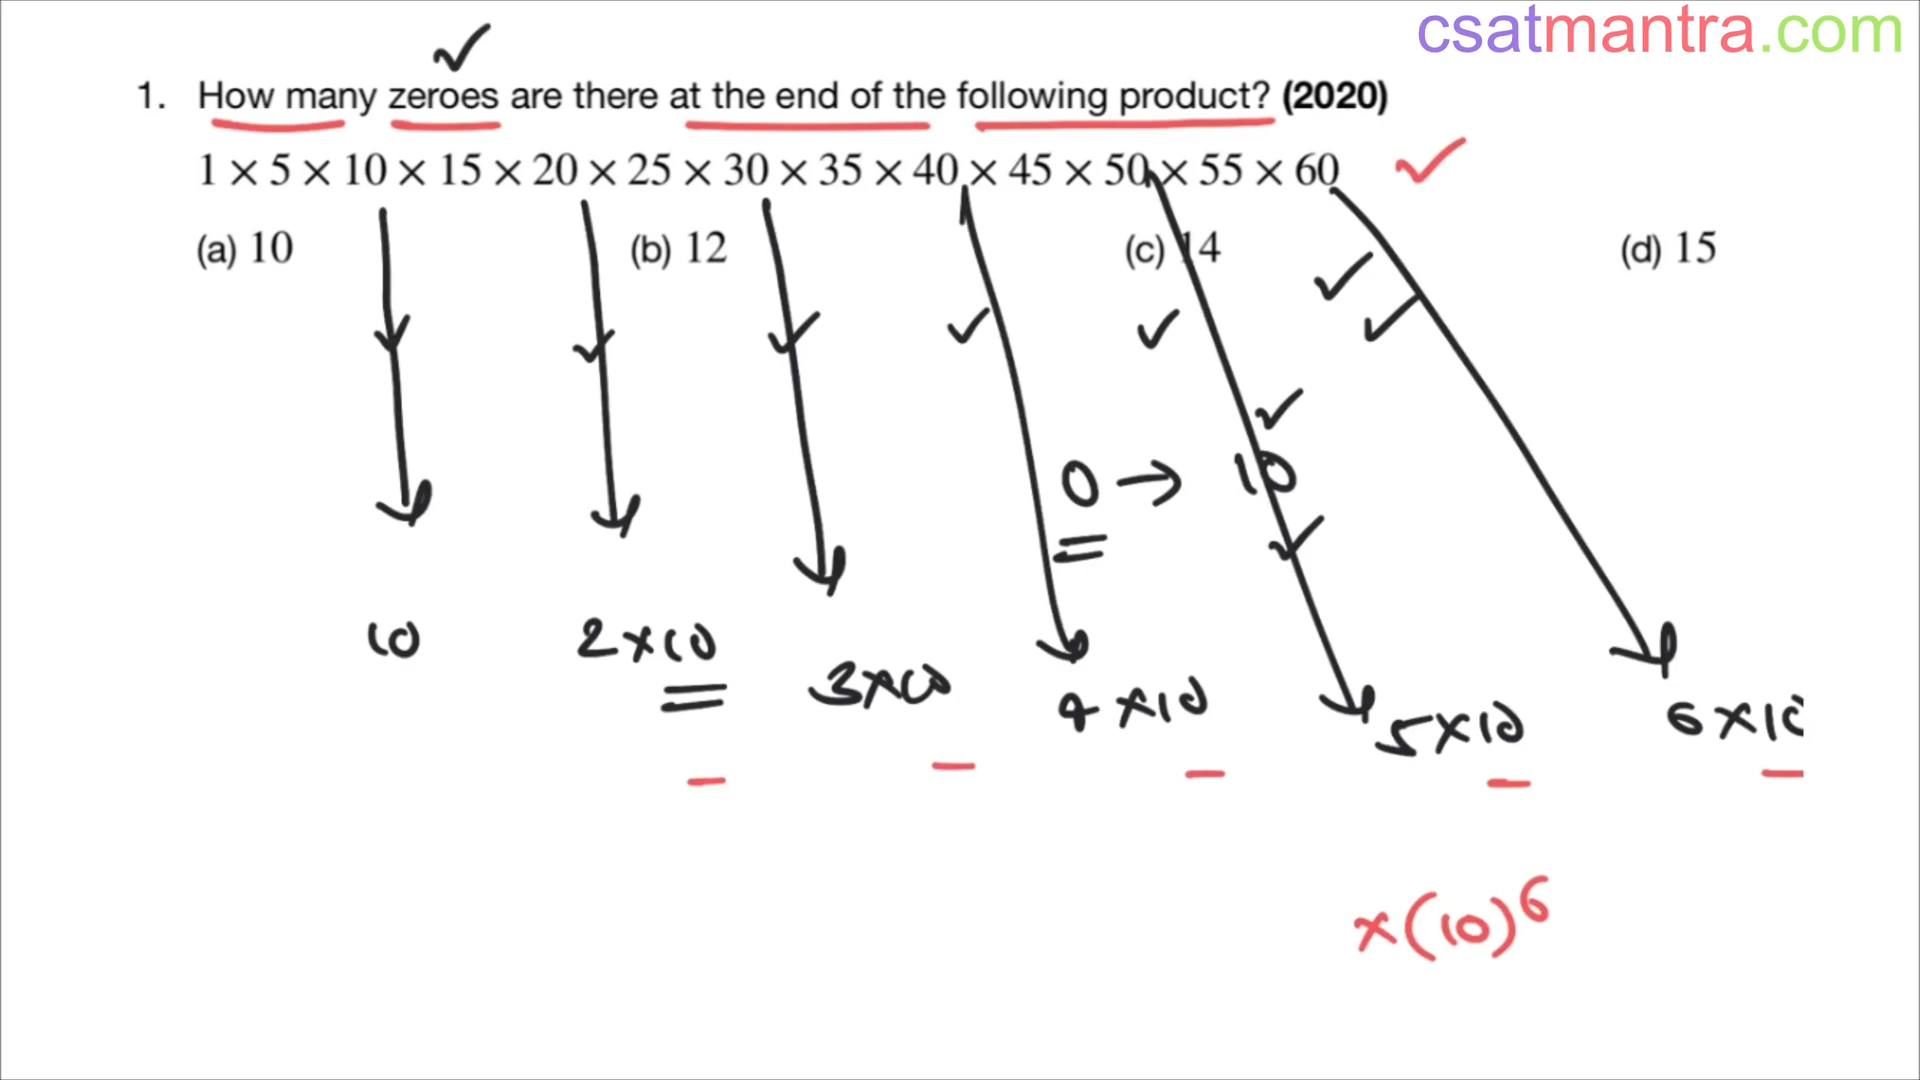 csatmantra.com
1. How many zeroes are there at the end of the following product? (2020)
1 × 5 × 10 × 15 × 20 × 25 × 30 × 35 × 40 × 45 × 50 × 55 × 60
(a) 10 (b) 12 (c) 14 (d) 15
0 → 10
10 2×10 3×10 4×10 5×10 6×10
×(10)⁶